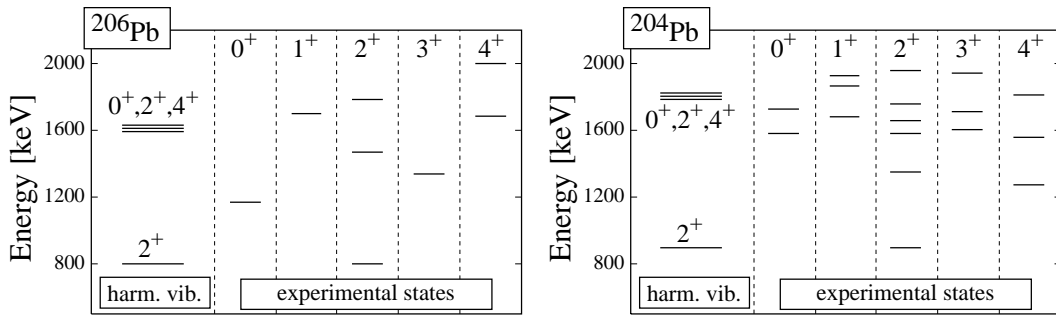 ²⁰⁶Pb
0⁺ 1⁺ 2⁺ 3⁺ 4⁺
2000
0⁺,2⁺,4⁺
1600
1200
2⁺
800
Energy [keV]
harm. vib. experimental states
²⁰⁴Pb
0⁺ 1⁺ 2⁺ 3⁺ 4⁺
2000
0⁺,2⁺,4⁺
1600
1200
2⁺
800
Energy [keV]
harm. vib. experimental states